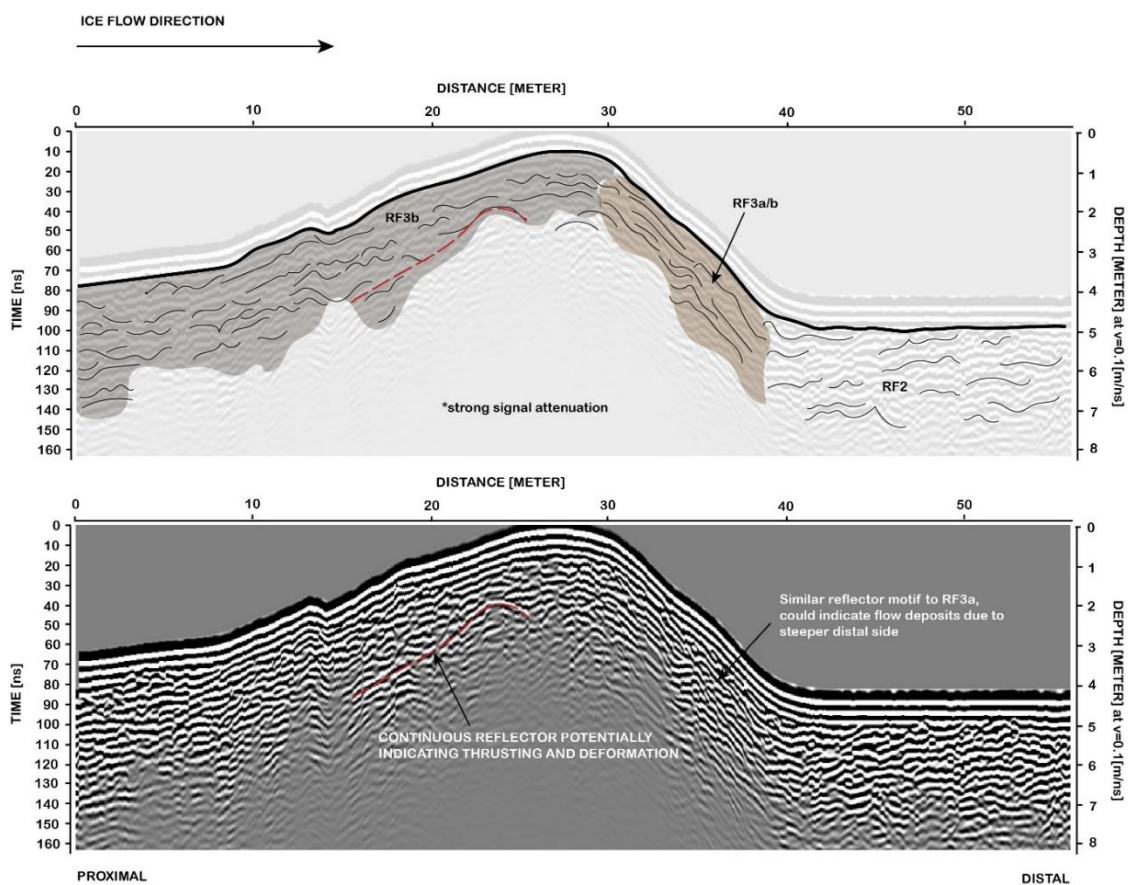 ICE FLOW DIRECTION
DISTANCE [METER]
0 10 20 30 40 50
TIME [ns]
0
10
20
30
40
50
60
70
80
90
100
110
120
130
140
150
160
RF3b
RF3a/b
RF2
*strong signal attenuation
DEPTH [METER] at v=0.1[m/ns]
0
1
2
3
4
5
6
7
8
DISTANCE [METER]
0 10 20 30 40 50
TIME [ns]
0
10
20
30
40
50
60
70
80
90
100
110
120
130
140
150
160
Similar reflector motif to RF3a,
could indicate flow deposits due to
steeper distal side
CONTINUOUS REFLECTOR POTENTIALLY
INDICATING THRUSTING AND DEFORMATION
DEPTH [METER] at v=0.1[m/ns]
0
1
2
3
4
5
6
7
8
PROXIMAL DISTAL